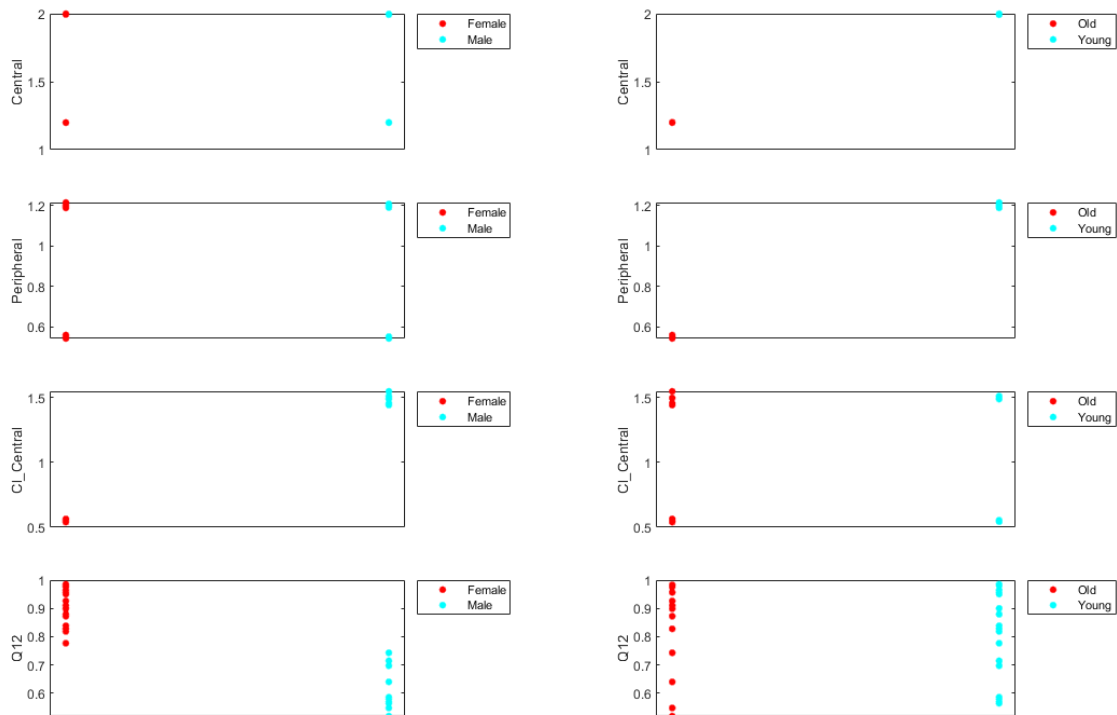 2
1.5
1
Central
Female
Male
2
1.5
1
Central
Old
Young
1.2
1
0.8
0.6
Peripheral
Female
Male
1.2
1
0.8
0.6
Peripheral
Old
Young
1.5
1
0.5
Cl_Central
Female
Male
1.5
1
0.5
Cl_Central
Old
Young
1
0.9
0.8
0.7
0.6
Q12
Female
Male
1
0.9
0.8
0.7
0.6
Q12
Old
Young